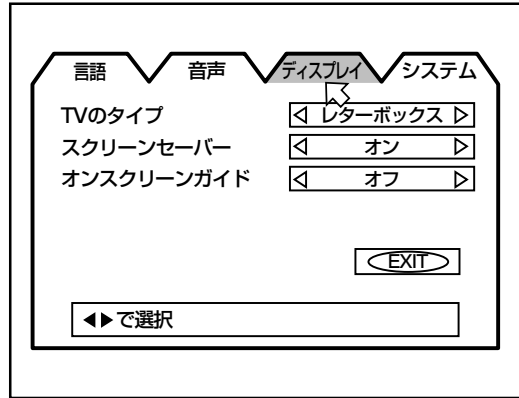 言語 音声 ディスプレイ システム
TVのタイプ レターボックス
スクリーンセーバー オン
オンスクリーンガイド オフ
EXIT
◀▶で選択